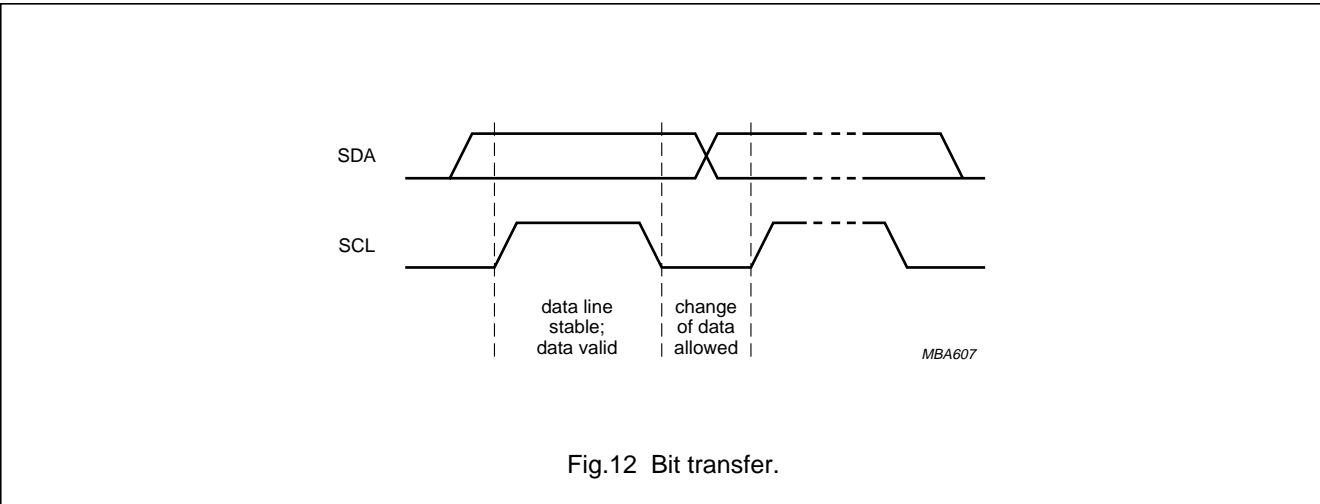 SDA
SCL
data line
stable;
data valid
change
of data
allowed
MBA607
Fig.12 Bit transfer.